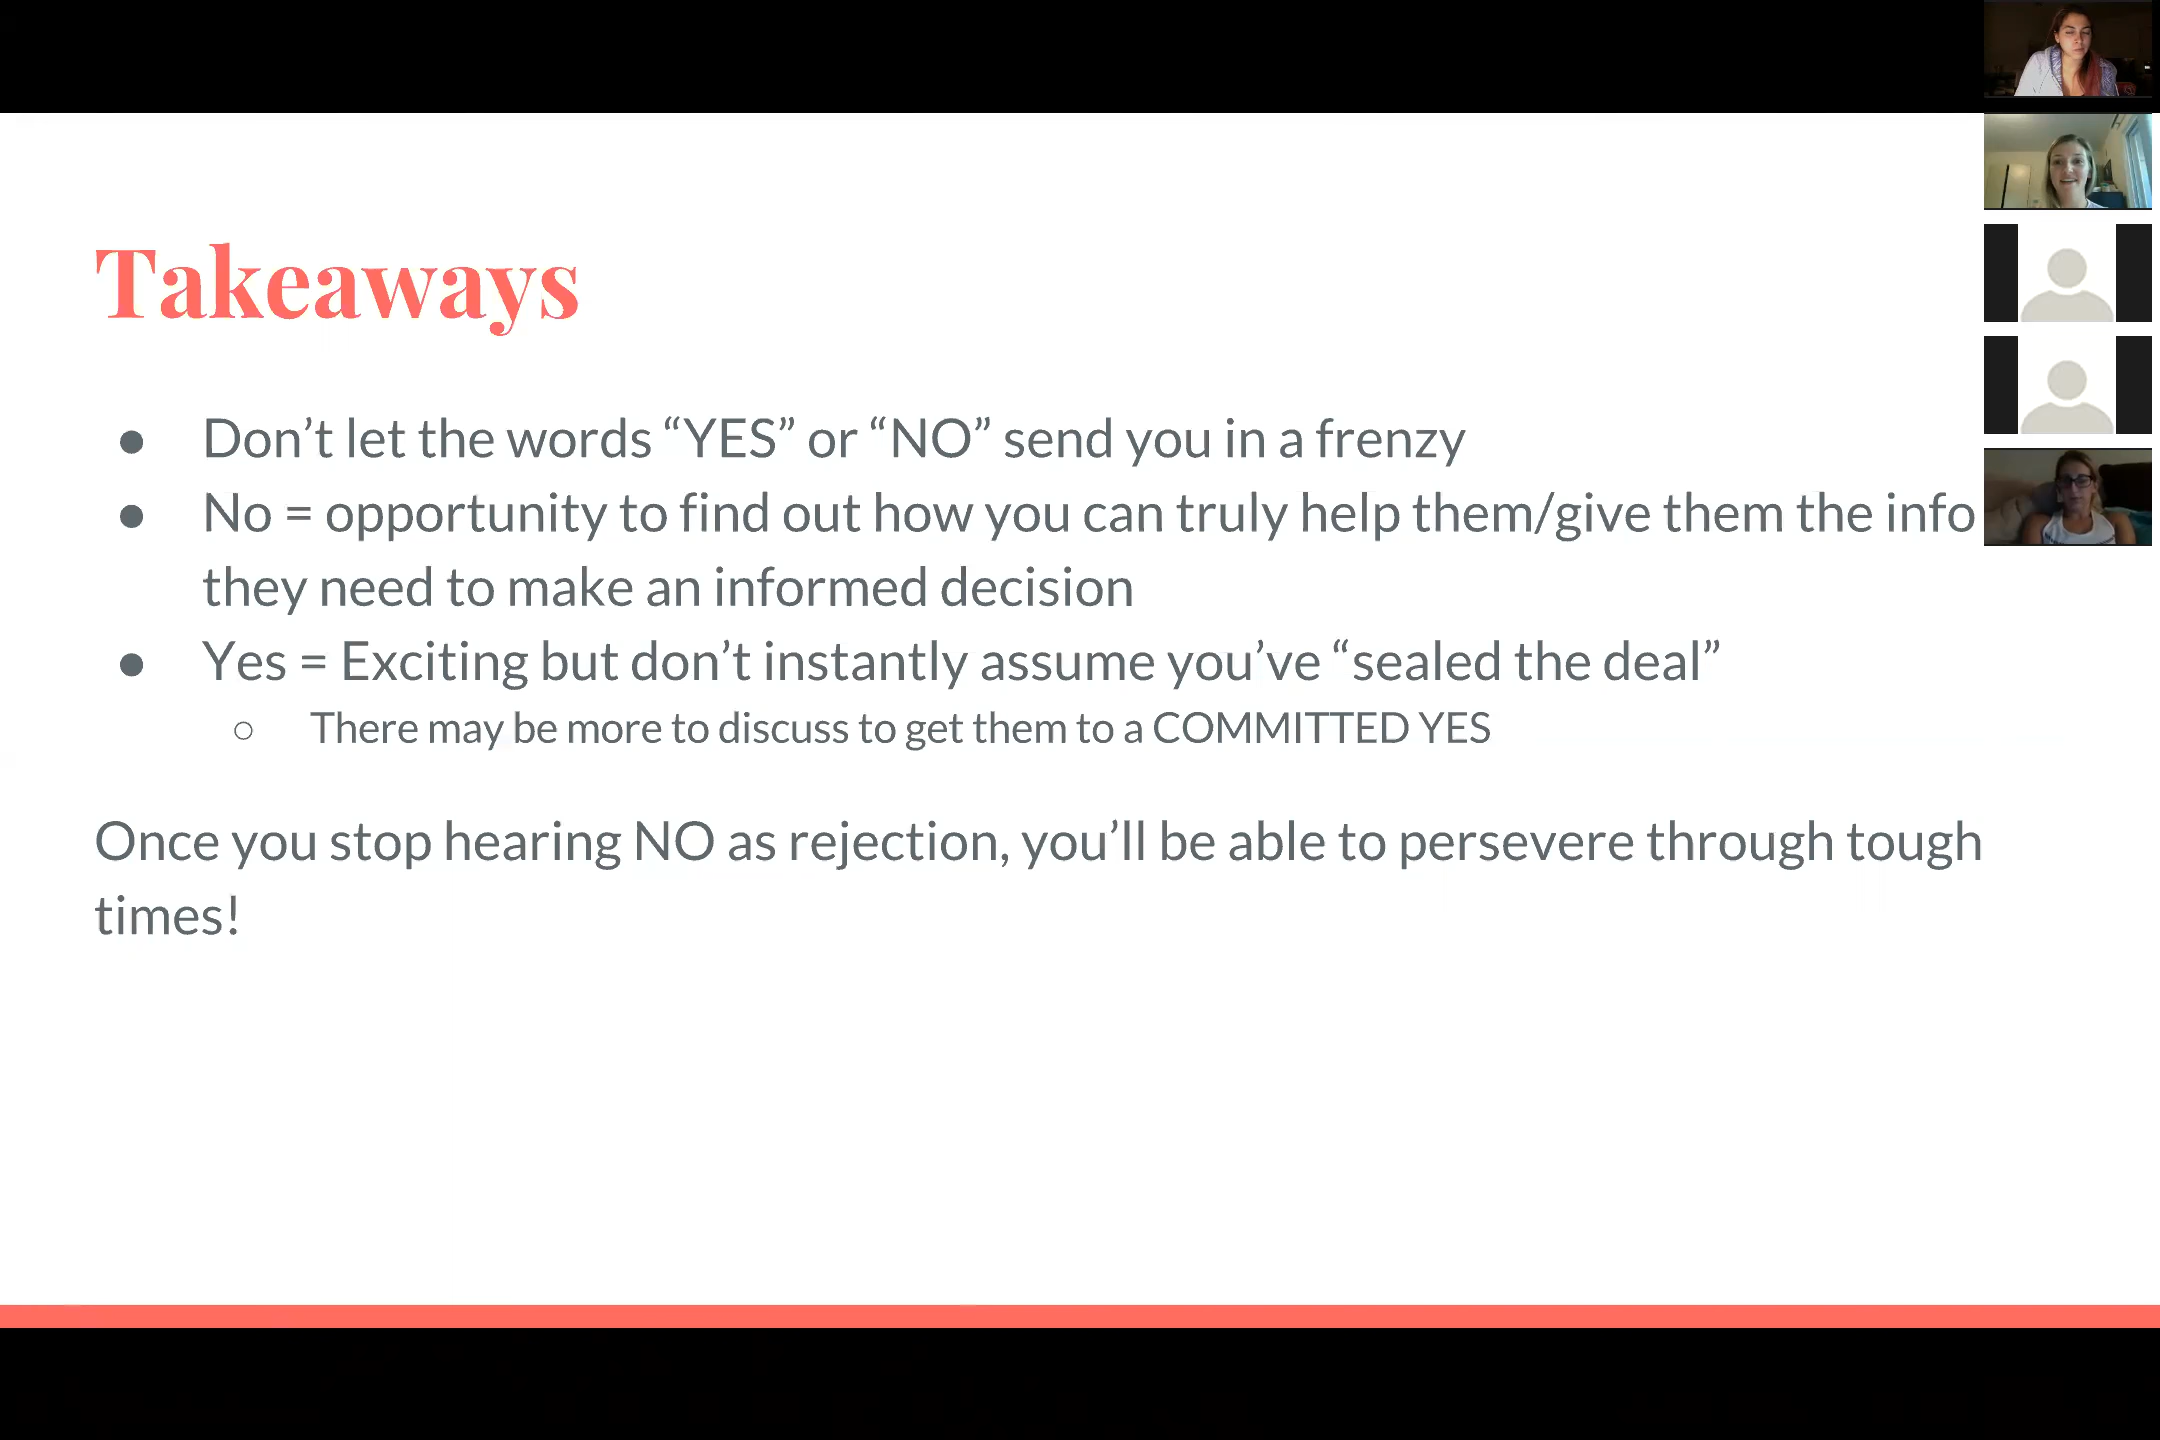 Takeaways
● Don’t let the words “YES” or “NO” send you in a frenzy
● No = opportunity to find out how you can truly help them/give them the info
they need to make an informed decision
● Yes = Exciting but don’t instantly assume you’ve “sealed the deal”
○ There may be more to discuss to get them to a COMMITTED YES
Once you stop hearing NO as rejection, you’ll be able to persevere through tough
times!